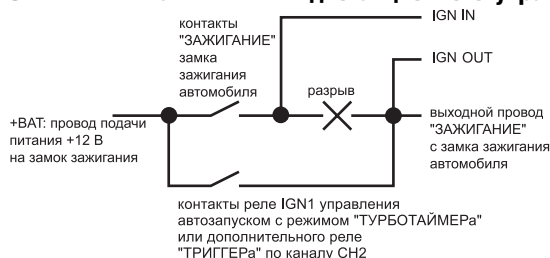 IGN IN
контакты
"ЗАЖИГАНИЕ"
замка
зажигания
автомобиля
IGN OUT
разрыв
+BAT: провод подачи
питания +12 В
на замок зажигания
выходной провод
"ЗАЖИГАНИЕ"
с замка зажигания
автомобиля
контакты реле IGN1 управления
автозапуском с режимом "ТУРБОТАЙМЕРа"
или дополнительного реле
"ТРИГГЕРа" по каналу CH2